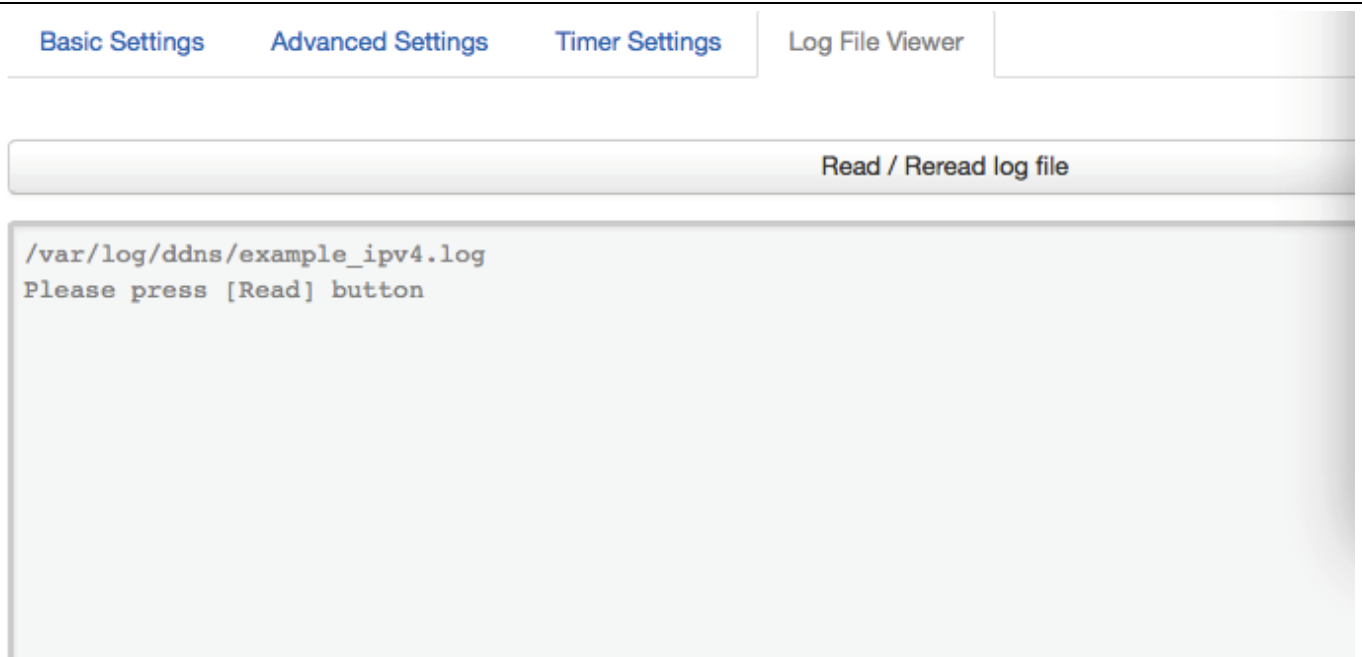 Basic Settings Advanced Settings Timer Settings Log File Viewer
Read / Reread log file
/var/log/ddns/example_ipv4.log
Please press [Read] button